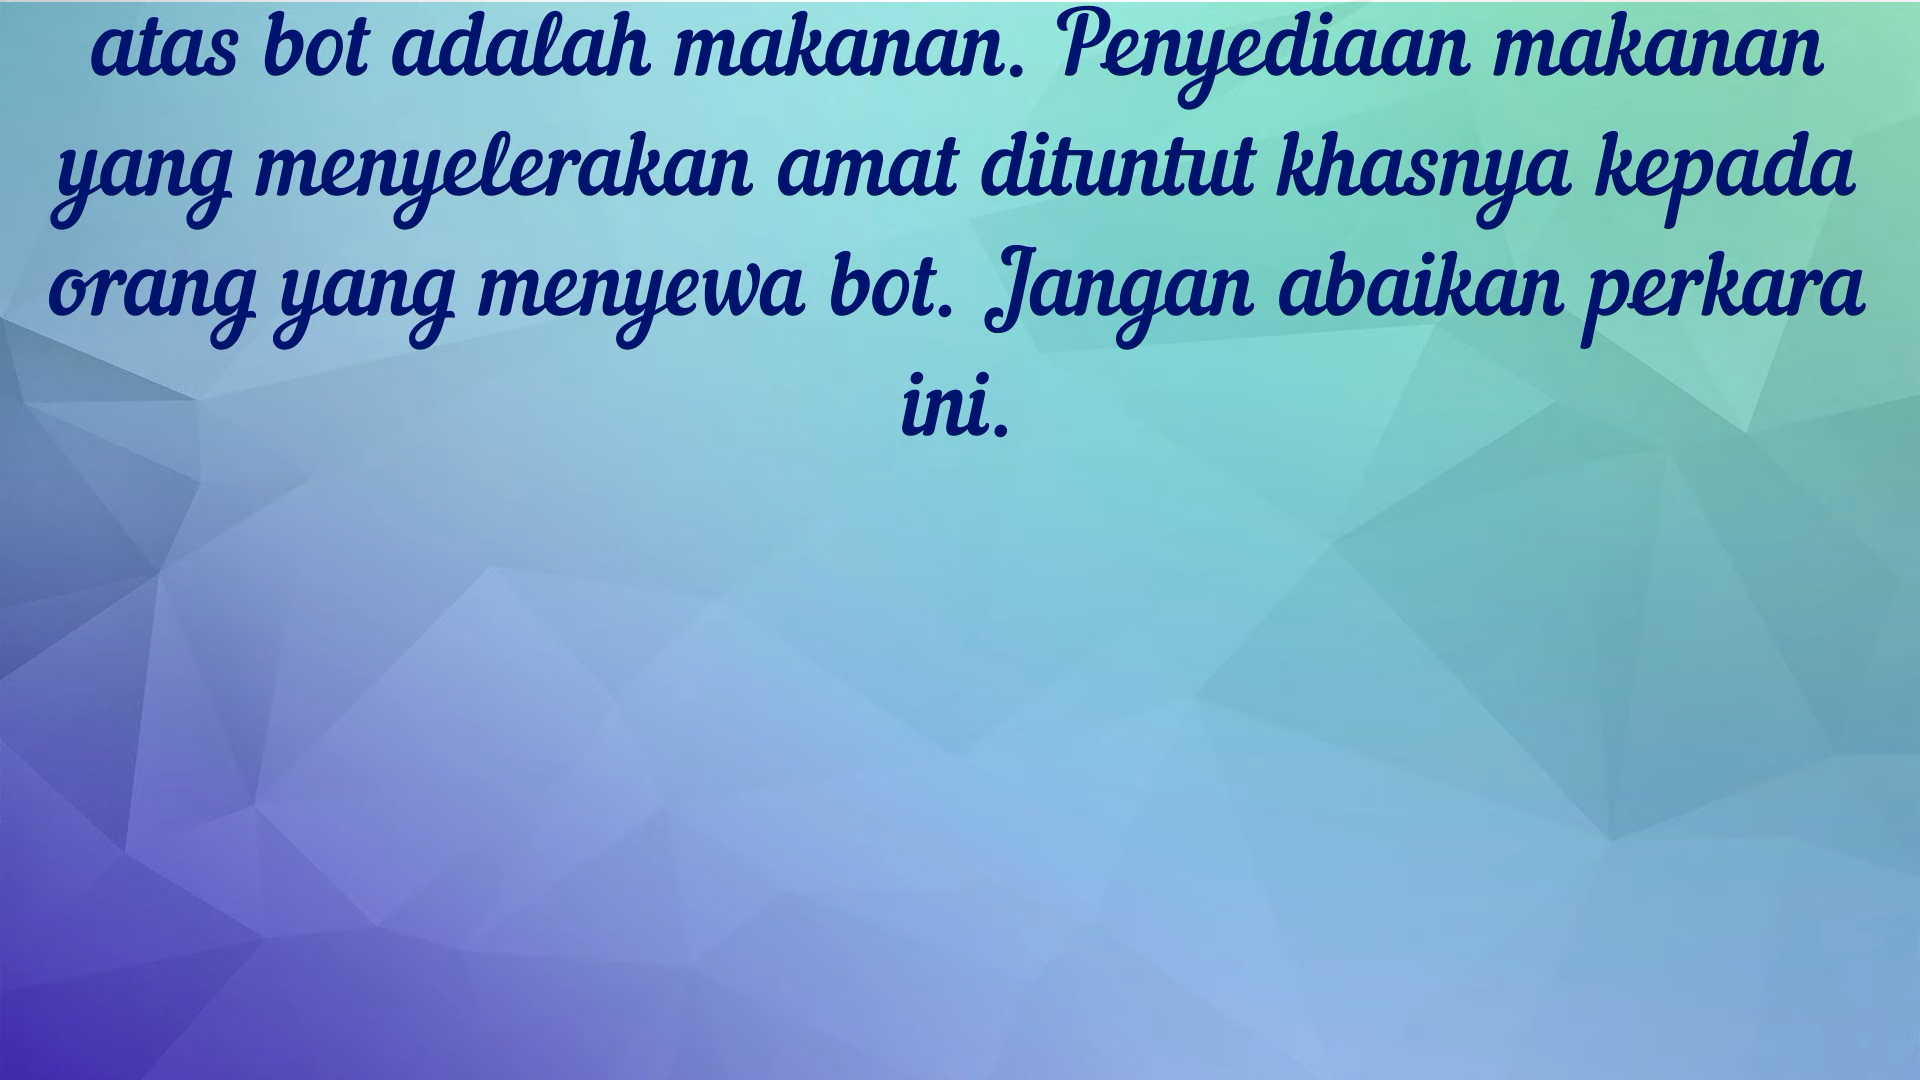 atas bot adalah makanan. Penyediaan makanan
yang menyelerakan amat dituntut khasnya kepada
orang yang menyewa bot. Jangan abaikan perkara
ini.